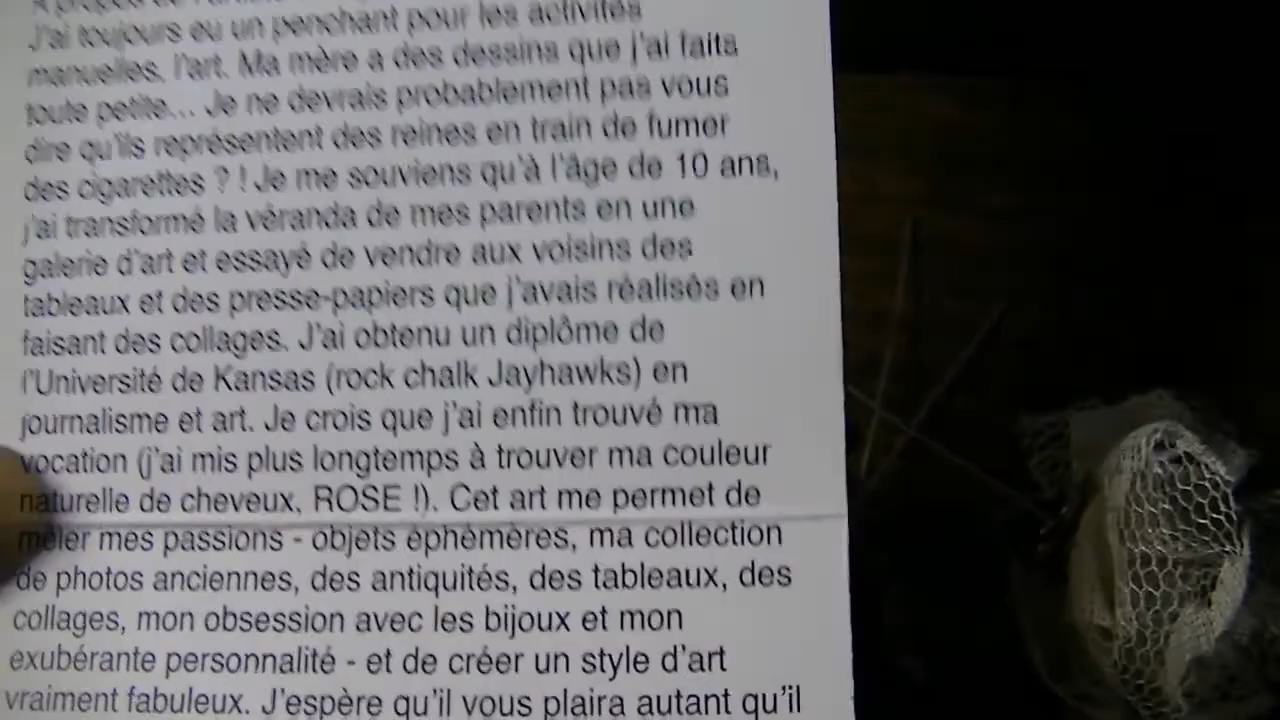 A propos de l'artiste
J'ai toujours eu un penchant pour les activités
manuelles, l'art. Ma mère a des dessins que j'ai faits
toute petite... Je ne devrais probablement pas vous
dire qu'ils représentent des reines en train de fumer
des cigarettes ? ! Je me souviens qu'à l'âge de 10 ans,
j'ai transformé la véranda de mes parents en une
galerie d'art et essayé de vendre aux voisins des
tableaux et des presse-papiers que j'avais réalisés en
faisant des collages. J'ai obtenu un diplôme de
l'Université de Kansas (rock chalk Jayhawks) en
journalisme et art. Je crois que j'ai enfin trouvé ma
vocation (j'ai mis plus longtemps à trouver ma couleur
naturelle de cheveux, ROSE !). Cet art me permet de
mêler mes passions - objets éphémères, ma collection
de photos anciennes, des antiquités, des tableaux, des
collages, mon obsession avec les bijoux et mon
exubérante personnalité - et de créer un style d'art
vraiment fabuleux. J'espère qu'il vous plaira autant qu'il